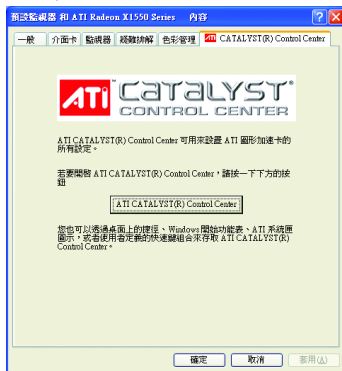 預設監視器 和 ATI Radeon X1550 Series 內容
一般 介面卡 監視器 疑難排解 色彩管理 ATI CATALYST(R) Control Center
ATI CATALYST®
CONTROL CENTER
ATI CATALYST(R) Control Center 可用來設置 ATI 圖形加速卡的
所有設定。
若要開啓 ATI CATALYST(R) Control Center，請按一下下方的按
鈕
ATI CATALYST(R) Control Center
您也可以透過桌面上的捷徑、Windows 開始功能表、ATI 系統匣
圖示，或者使用者定義的快速鍵組合來存取 ATI CATALYST(R)
Control Center。
確定 取消 套用(A)